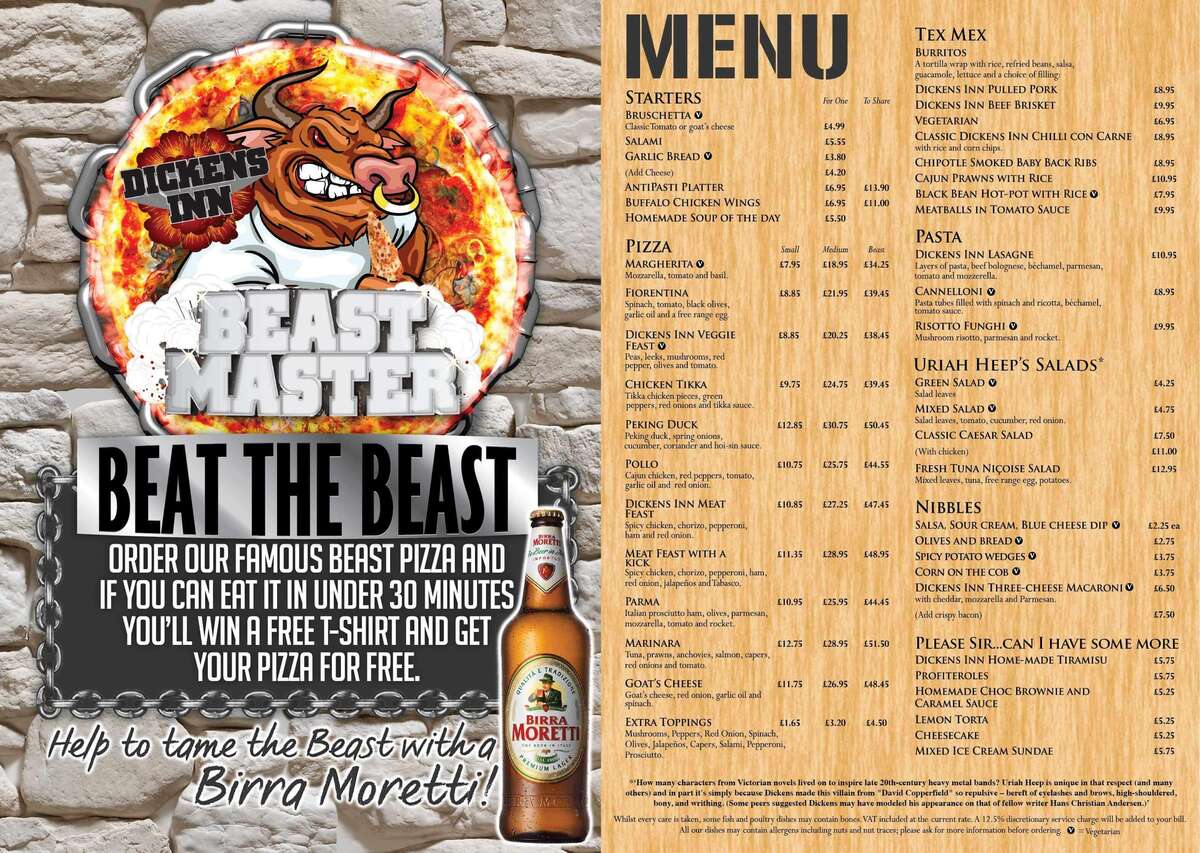 DICKENS
INN
BEAST
MASTER
BEAT THE BEAST
ORDER OUR FAMOUS BEAST PIZZA AND
IF YOU CAN EAT IT IN UNDER 30 MINUTES
YOU'LL WIN A FREE T-SHIRT AND GET
YOUR PIZZA FOR FREE.
Help to tame the Beast with a
Birra Moretti!
BIRRA
MORETTI
QUALITÀ E TRADIZIONE
BIRRA
MORETTI
PREMIUM LAGER
MENU
STARTERS For One To Share
BRUSCHETTA V
Classic Tomato or goat's cheese £4.99
SALAMI £5.55
GARLIC BREAD V £3.80
(Add Cheese) £4.20
ANTIPASTI PLATTER £6.95 £13.90
BUFFALO CHICKEN WINGS £6.95 £11.00
HOMEMADE SOUP OF THE DAY £5.50
PIZZA Small Medium Beast
MARGHERITA V £7.95 £18.95 £34.25
Mozzarella, tomato and basil.
FIORENTINA £8.85 £21.95 £39.45
Spinach, tomato, black olives,
garlic oil and a free range egg.
DICKENS INN VEGGIE £8.85 £20.25 £38.45
FEAST V
Peas, leeks, mushrooms, red
pepper, olives and tomato.
CHICKEN TIKKA £9.75 £24.75 £39.45
Tikka chicken pieces, green
peppers, red onions and tikka sauce.
PEKING DUCK £12.85 £30.75 £50.45
Peking duck, spring onions,
cucumber, coriander and hoi-sin sauce.
POLLO £10.75 £25.75 £44.55
Cajun chicken, red peppers, tomato,
garlic oil and red onion.
DICKENS INN MEAT £10.85 £27.25 £47.45
FEAST
Spicy chicken, chorizo, pepperoni,
ham and red onion.
MEAT FEAST WITH A £11.35 £28.95 £48.95
KICK
Spicy chicken, chorizo, pepperoni, ham,
red onion, jalapeños and Tabasco.
PARMA £10.95 £25.95 £44.45
Italian prosciutto ham, olives, parmesan,
mozzarella, tomato and rocket.
MARINARA £12.75 £28.95 £51.50
Tuna, prawns, anchovies, salmon, capers,
red onions and tomato.
GOAT'S CHEESE £11.75 £26.95 £48.45
Goat's cheese, red onion, garlic oil and
spinach.
EXTRA TOPPINGS £1.65 £3.20 £4.50
Mushrooms, Peppers, Red Onion, Spinach,
Olives, Jalapeños, Capers, Salami, Pepperoni,
Prosciutto.
TEX MEX
BURRITOS
A tortilla wrap with rice, refried beans, salsa,
guacamole, lettuce and a choice of filling:
DICKENS INN PULLED PORK £8.95
DICKENS INN BEEF BRISKET £9.95
VEGETARIAN £6.95
CLASSIC DICKENS INN CHILLI CON CARNE £8.95
with rice and corn chips.
CHIPOTLE SMOKED BABY BACK RIBS £8.95
CAJUN PRAWNS WITH RICE £10.95
BLACK BEAN HOT-POT WITH RICE V £7.95
MEATBALLS IN TOMATO SAUCE £9.95
PASTA
DICKENS INN LASAGNE £10.95
Layers of pasta, beef bolognese, bèchamel, parmesan,
tomato and mozzerella.
CANNELLONI V £8.95
Pasta tubes filled with spinach and ricotta, béchamel,
tomato sauce.
RISOTTO FUNGHI V £9.95
Mushroom risotto, parmesan and rocket.
URIAH HEEP'S SALADS*
GREEN SALAD V £4.25
Salad leaves
MIXED SALAD V £4.75
Salad leaves, tomato, cucumber, red onion.
CLASSIC CAESAR SALAD £7.50
(With chicken) £11.00
FRESH TUNA NIÇOISE SALAD £12.95
Mixed leaves, tuna, free range egg, potatoes.
NIBBLES
SALSA, SOUR CREAM, BLUE CHEESE DIP V £2.25 ea
OLIVES AND BREAD V £2.75
SPICY POTATO WEDGES V £3.75
CORN ON THE COB V £3.75
DICKENS INN THREE-CHEESE MACARONI V £6.50
with cheddar, mozzarella and Parmesan.
(Add crispy bacon) £7.50
PLEASE SIR...CAN I HAVE SOME MORE
DICKENS INN HOME-MADE TIRAMISU £5.75
PROFITEROLES £5.75
HOMEMADE CHOC BROWNIE AND £5.25
CARAMEL SAUCE
LEMON TORTA £5.25
CHEESECAKE £5.25
MIXED ICE CREAM SUNDAE £5.75
*'How many characters from Victorian novels lived on to inspire late 20th-century heavy metal bands? Uriah Heep is unique in that respect (and many
others) and in part it's simply because Dickens made this villain from "David Copperfield" so repulsive – bereft of eyelashes and brows, high-shouldered,
bony, and writhing. (Some peers suggested Dickens may have modeled his appearance on that of fellow writer Hans Christian Andersen.)'
Whilst every care is taken, some fish and poultry dishes may contain bones. VAT included at the current rate. A 12.5% discretionary service charge will be added to your bill.
All our dishes may contain allergens including nuts and nut traces; please ask for more information before ordering. V = Vegetarian